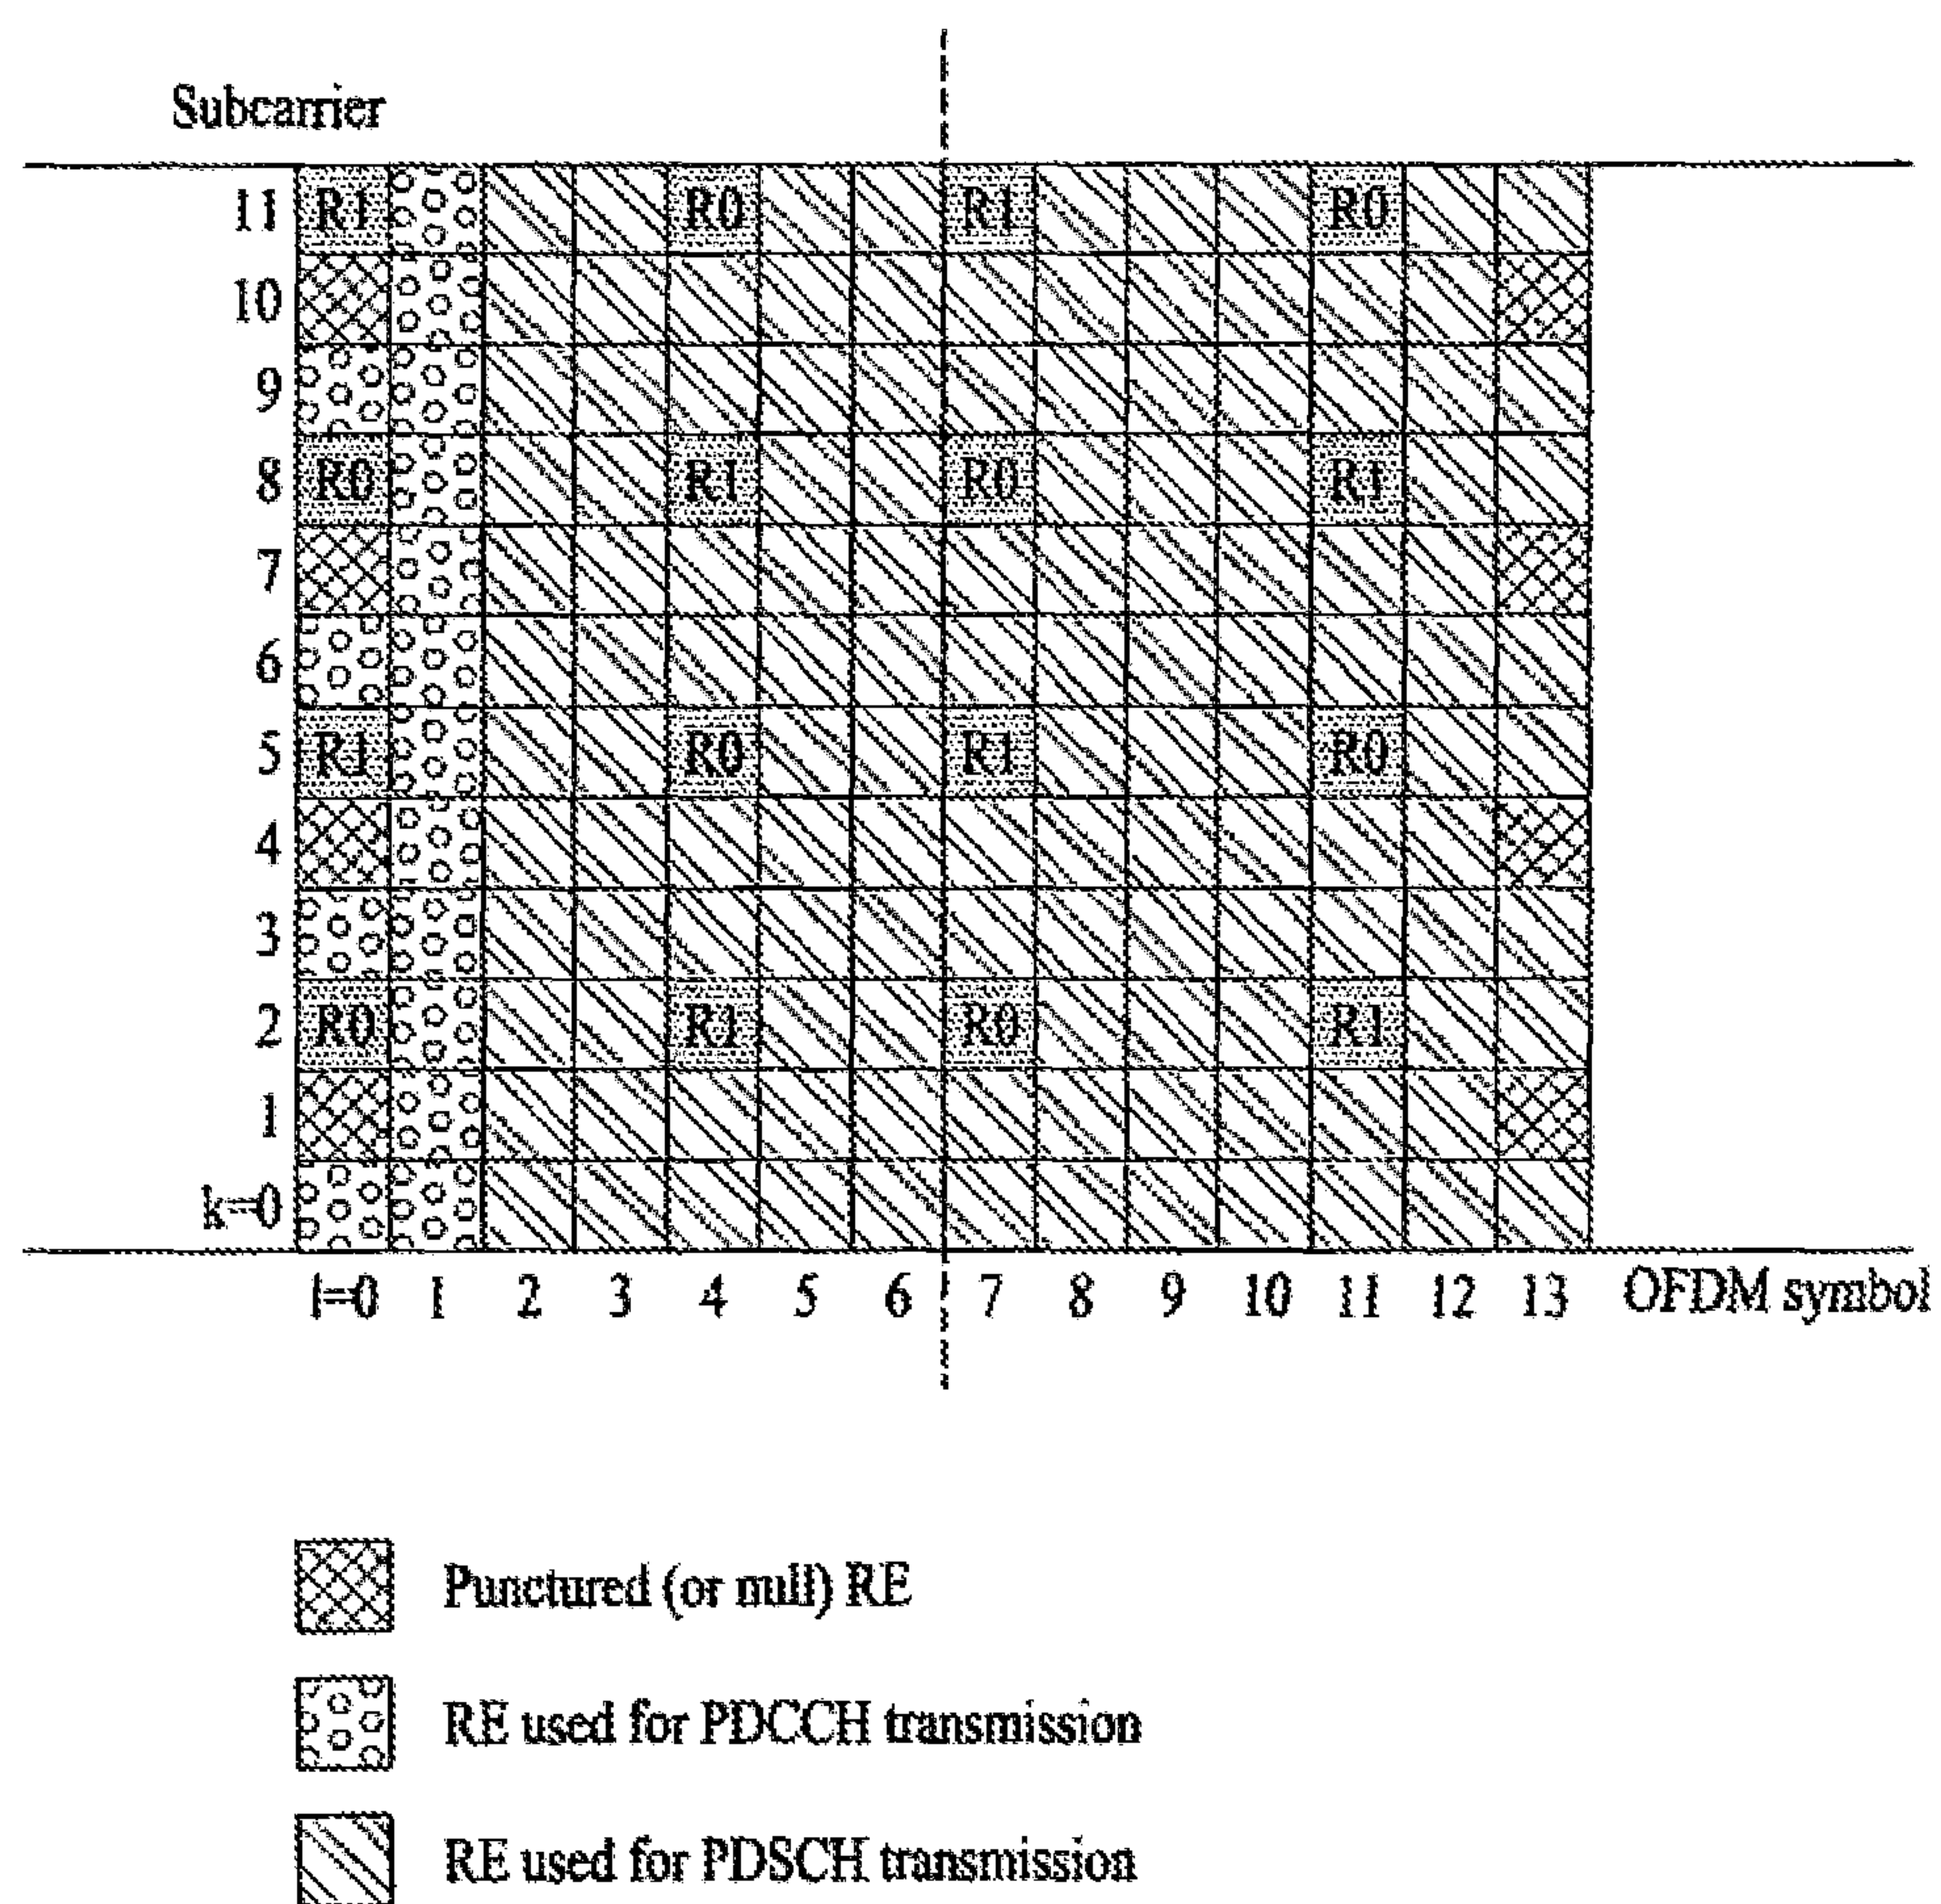 Subcarrier
11 R1 R0 R1 R0
10
9
8 R0 R1 R0 R1
7
6
5 R1 R0 R1 R0
4
3
2 R0 R1 R0 R1
1
k=0
l=0 1 2 3 4 5 6 7 8 9 10 11 12 13 OFDM symbol
Punctured (or null) RE
RE used for PDCCH transmission
RE used for PDSCH transmission